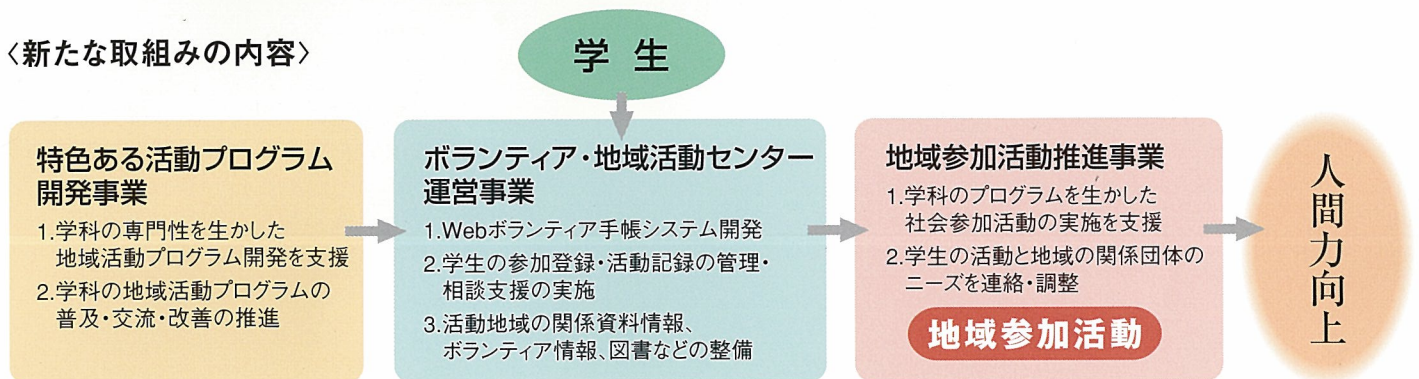 〈新たな取組みの内容〉
学生
特色ある活動プログラム
開発事業
1.学科の専門性を生かした
地域活動プログラム開発を支援
2.学科の地域活動プログラムの
普及・交流・改善の推進
ボランティア・地域活動センター
運営事業
1.Webボランティア手帳システム開発
2.学生の参加登録・活動記録の管理・
相談支援の実施
3.活動地域の関係資料情報、
ボランティア情報、図書などの整備
地域参加活動推進事業
1.学科のプログラムを生かした
社会参加活動の実施を支援
2.学生の活動と地域の関係団体の
ニーズを連絡・調整
地域参加活動
人間力向上